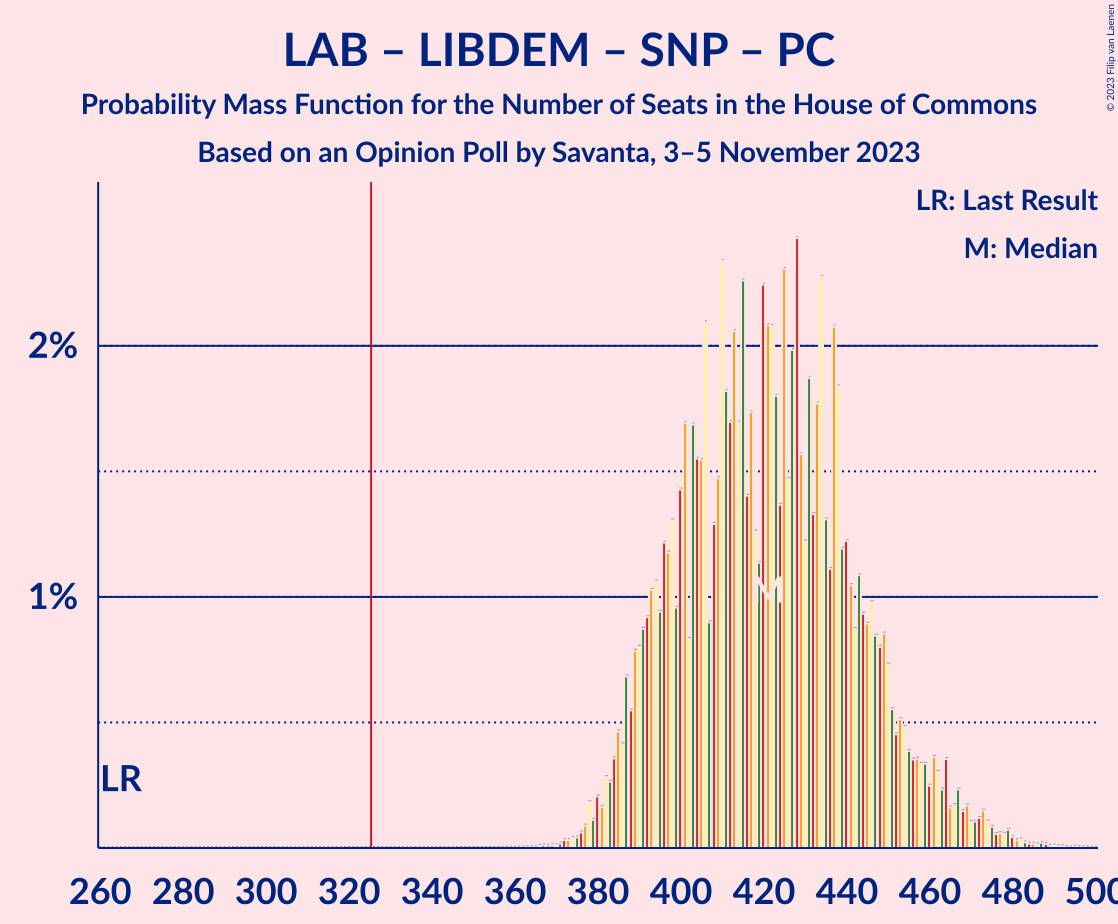 LAB – LIBDEM – SNP – PC
Probability Mass Function for the Number of Seats in the House of Commons
Based on an Opinion Poll by Savanta, 3–5 November 2023
© 2023 Filip van Laenen
LR: Last Result
M: Median
2%
1%
M
LR
260 280 300 320 340 360 380 400 420 440 460 480 500